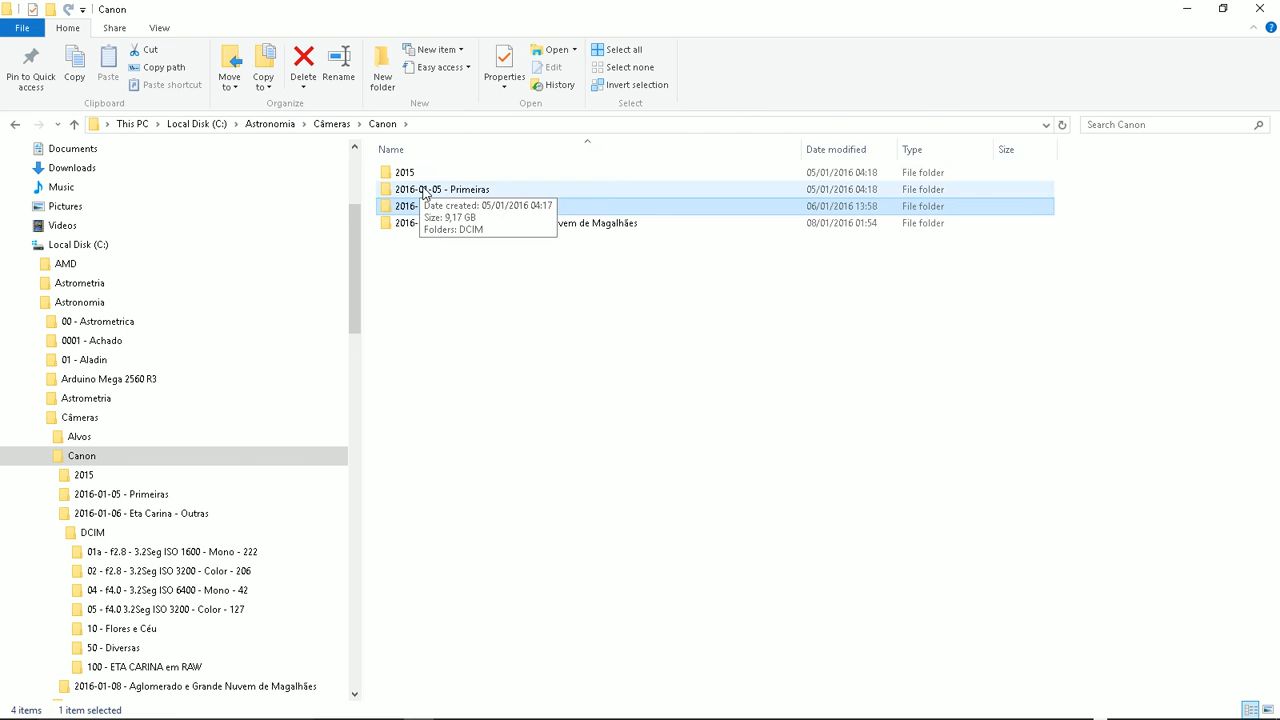 Canon
File Home Share View
Pin to Quick access
Copy
Paste
Cut
Copy path
Paste shortcut
Clipboard
Move to
Copy to
Delete
Rename
Organize
New folder
New item
Easy access
New
Properties
Open
Edit
History
Open
Select all
Select none
Invert selection
Select
This PC > Local Disk (C:) > Astronomia > Câmeras > Canon >
Search Canon
Documents
Downloads
Music
Pictures
Videos
Local Disk (C:)
AMD
Astrometria
Astronomia
00 - Astrometrica
0001 - Achado
01 - Aladin
Arduino Mega 2560 R3
Astrometria
Câmeras
Alvos
Canon
2015
2016-01-05 - Primeiras
2016-01-06 - Eta Carina - Outras
DCIM
01a - f2.8 - 3.2Seg ISO 1600 - Mono - 222
02 - f2.8 - 3.2Seg ISO 3200 - Color - 206
04 - f4.0 - 3.2Seg ISO 6400 - Mono - 42
05 - f4.0 3.2Seg ISO 3200 - Color - 127
10 - Flores e Céu
50 - Diversas
100 - ETA CARINA em RAW
2016-01-08 - Aglomerado e Grande Nuvem de Magalhães
Name Date modified Type Size
2015 05/01/2016 04:18 File folder
2016-01-05 - Primeiras 05/01/2016 04:18 File folder
2016- 06/01/2016 13:58 File folder
2016- vem de Magalhães 08/01/2016 01:54 File folder
Date created: 05/01/2016 04:17
Size: 9,17 GB
Folders: DCIM
4 items 1 item selected